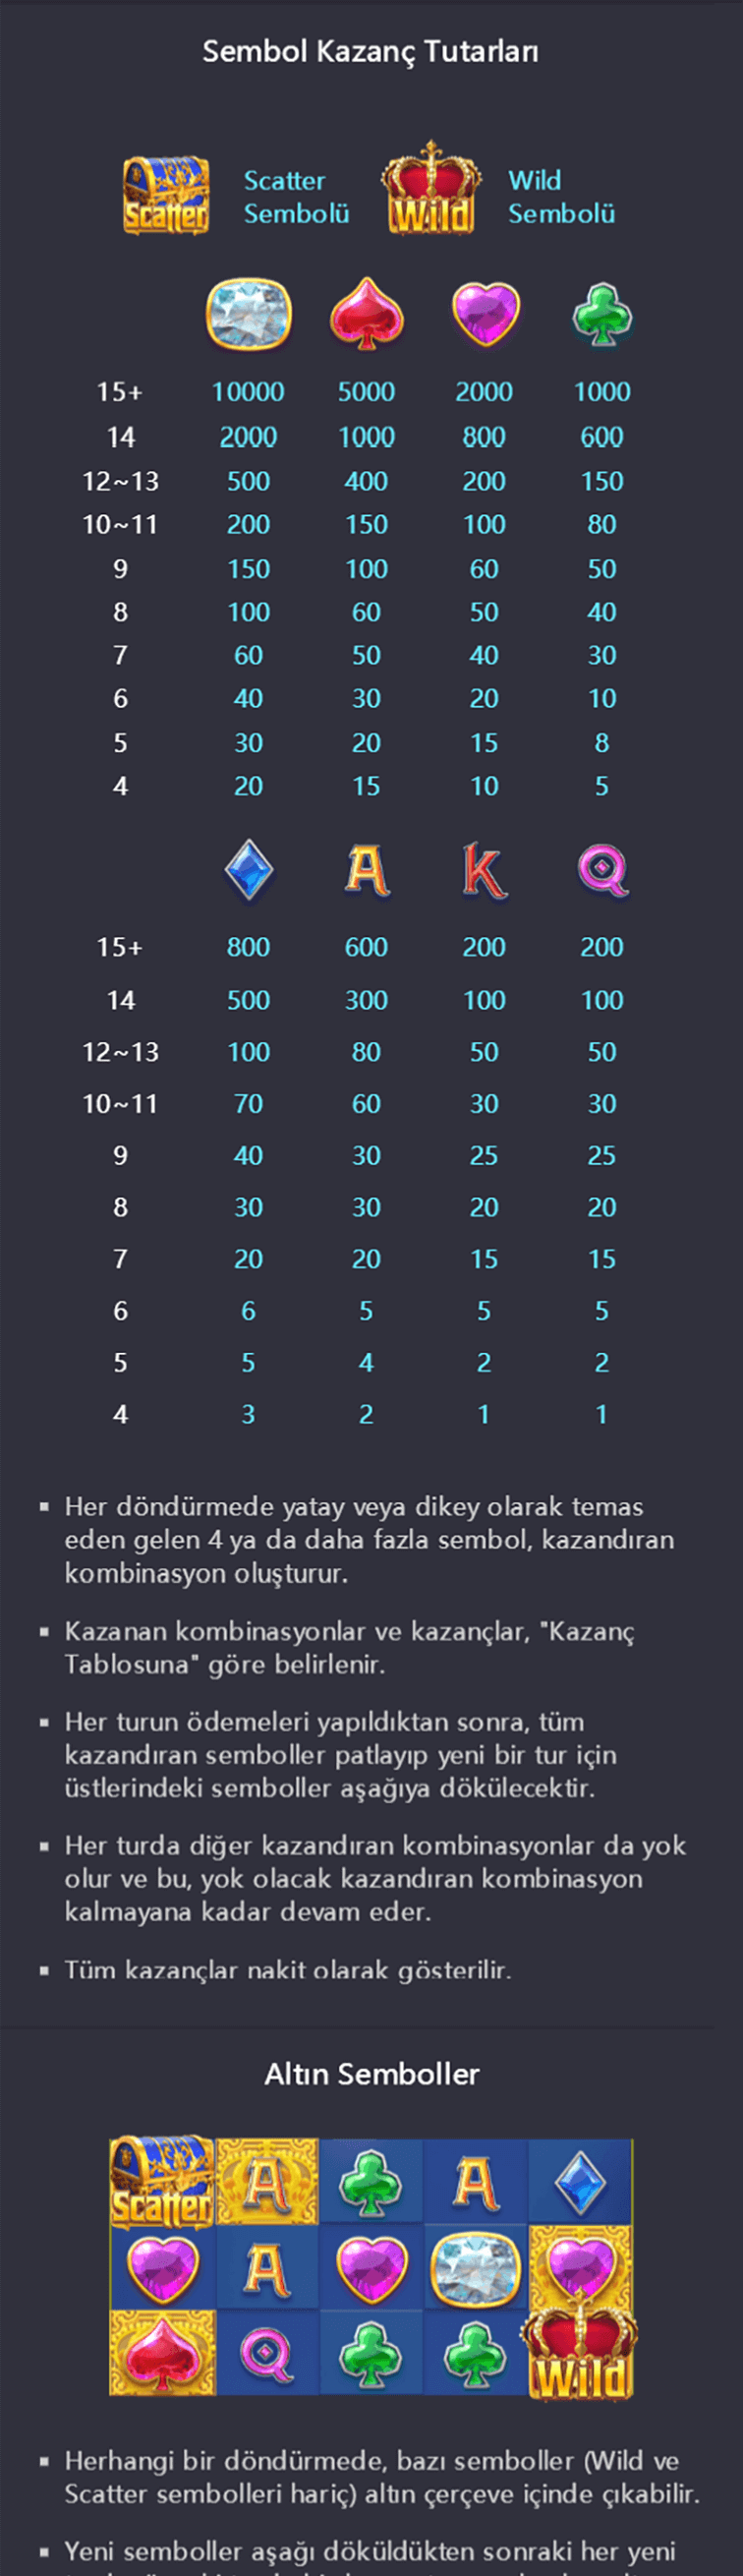 Sembol Kazanç Tutarları
Scatter Scatter Sembolü Wild Wild Sembolü
15+ 10000 5000 2000 1000
14 2000 1000 800 600
12~13 500 400 200 150
10~11 200 150 100 80
9 150 100 60 50
8 100 60 50 40
7 60 50 40 30
6 40 30 20 10
5 30 20 15 8
4 20 15 10 5
A K Q
15+ 800 600 200 200
14 500 300 100 100
12~13 100 80 50 50
10~11 70 60 30 30
9 40 30 25 25
8 30 30 20 20
7 20 20 15 15
6 6 5 5 5
5 5 4 2 2
4 3 2 1 1
▪ Her döndürmede yatay veya dikey olarak temas
eden gelen 4 ya da daha fazla sembol, kazandıran
kombinasyon oluşturur.
▪ Kazanan kombinasyonlar ve kazançlar, "Kazanç
Tablosuna" göre belirlenir.
▪ Her turun ödemeleri yapıldıktan sonra, tüm
kazandıran semboller patlayıp yeni bir tur için
üstlerindeki semboller aşağıya dökülecektir.
▪ Her turda diğer kazandıran kombinasyonlar da yok
olur ve bu, yok olacak kazandıran kombinasyon
kalmayana kadar devam eder.
▪ Tüm kazançlar nakit olarak gösterilir.
Altın Semboller
Scatter A A
A
Q Wild
▪ Herhangi bir döndürmede, bazı semboller (Wild ve
Scatter sembolleri hariç) altın çerçeve içinde çıkabilir.
▪ Yeni semboller aşağı döküldükten sonraki her yeni